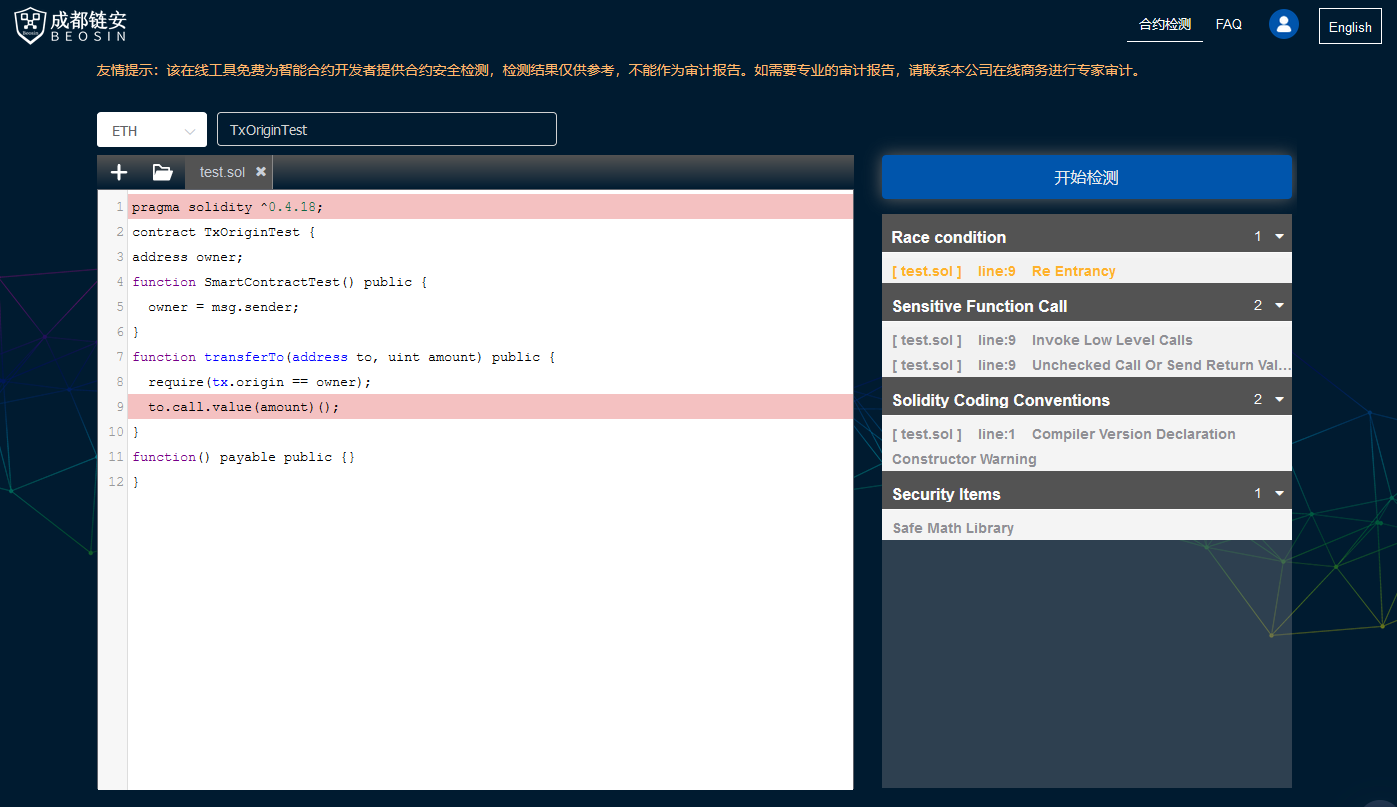 成都链安
BEOSIN
合约检测 FAQ English
友情提示：该在线工具免费为智能合约开发者提供合约安全检测，检测结果仅供参考，不能作为审计报告。如需要专业的审计报告，请联系本公司在线商务进行专家审计。
ETH TxOriginTest
test.sol
1 pragma solidity ^0.4.18;
2 contract TxOriginTest {
3 address owner;
4 function SmartContractTest() public {
5 owner = msg.sender;
6 }
7 function transferTo(address to, uint amount) public {
8 require(tx.origin == owner);
9 to.call.value(amount)();
10 }
11 function() payable public {}
12 }
开始检测
Race condition 1
[ test.sol ] line:9 Re Entrancy
Sensitive Function Call 2
[ test.sol ] line:9 Invoke Low Level Calls
[ test.sol ] line:9 Unchecked Call Or Send Return Val...
Solidity Coding Conventions 2
[ test.sol ] line:1 Compiler Version Declaration
Constructor Warning
Security Items 1
Safe Math Library